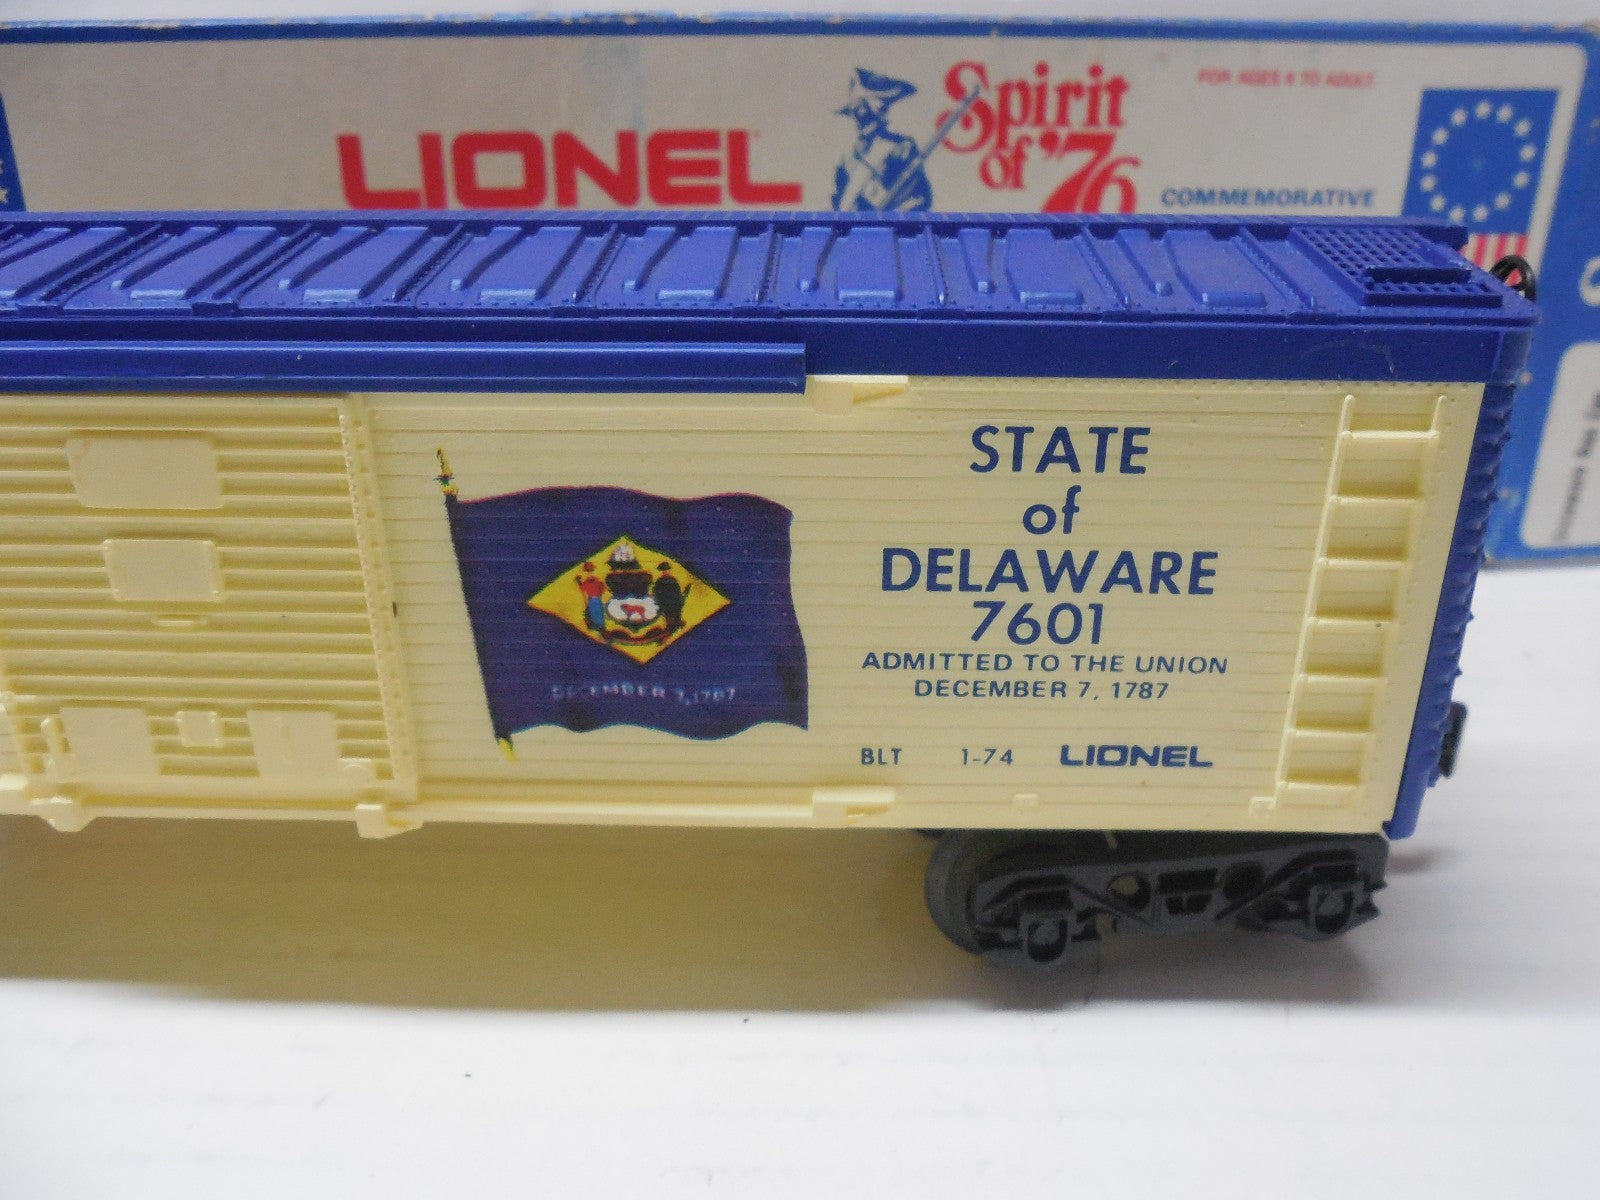 FOR AGES 8 TO ADULT
LIONEL
Spirit
of '76
COMMEMORATIVE
STATE
of
DELAWARE
7601
ADMITTED TO THE UNION
DECEMBER 7, 1787
BLT 1-74 LIONEL
DECEMBER 7, 1787